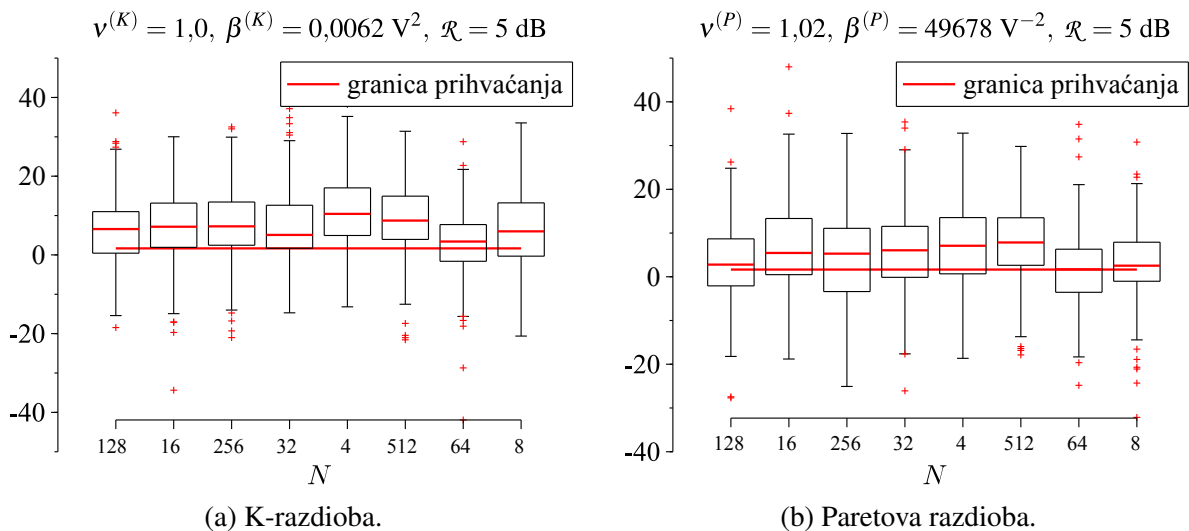 ν^(K) = 1,0, β^(K) = 0,0062 V², ℛ = 5 dB
granica prihvaćanja
40
20
0
-20
-40
128 16 256 32 4 512 64 8
N
(a) K-razdioba.
ν^(P) = 1,02, β^(P) = 49678 V⁻², ℛ = 5 dB
granica prihvaćanja
40
20
0
-20
-40
128 16 256 32 4 512 64 8
N
(b) Paretova razdioba.